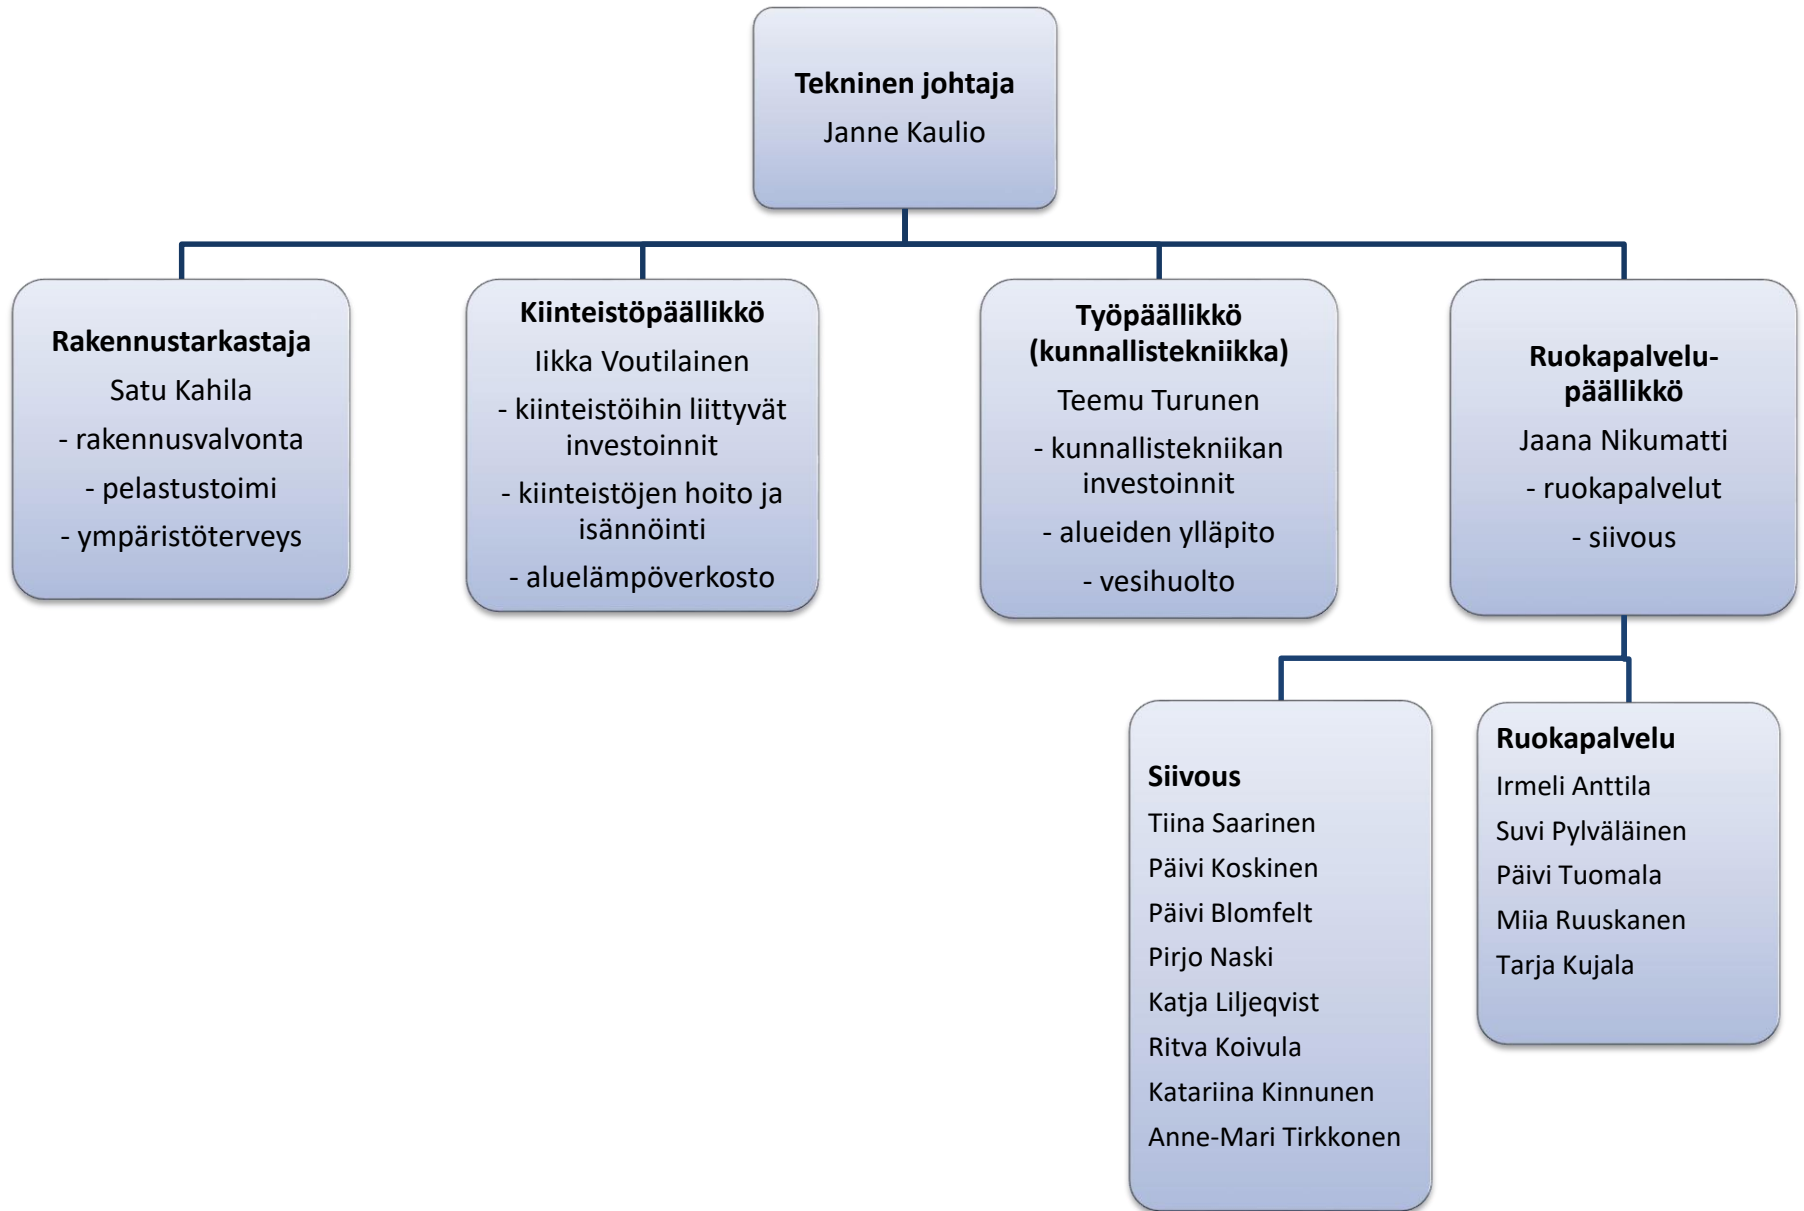 Tekninen johtaja
Janne Kaulio
Rakennustarkastaja
Satu Kahila
- rakennusvalvonta
- pelastustoimi
- ympäristöterveys
Kiinteistöpäällikkö
Iikka Voutilainen
- kiinteistöihin liittyvät
investoinnit
- kiinteistöjen hoito ja
isännöinti
- aluelämpöverkosto
Työpäällikkö
(kunnallistekniikka)
Teemu Turunen
- kunnallistekniikan
investoinnit
- alueiden ylläpito
- vesihuolto
Ruokapalvelu-
päällikkö
Jaana Nikumatti
- ruokapalvelut
- siivous
Siivous
Tiina Saarinen
Päivi Koskinen
Päivi Blomfelt
Pirjo Naski
Katja Liljeqvist
Ritva Koivula
Katariina Kinnunen
Anne-Mari Tirkkonen
Ruokapalvelu
Irmeli Anttila
Suvi Pylväläinen
Päivi Tuomala
Miia Ruuskanen
Tarja Kujala